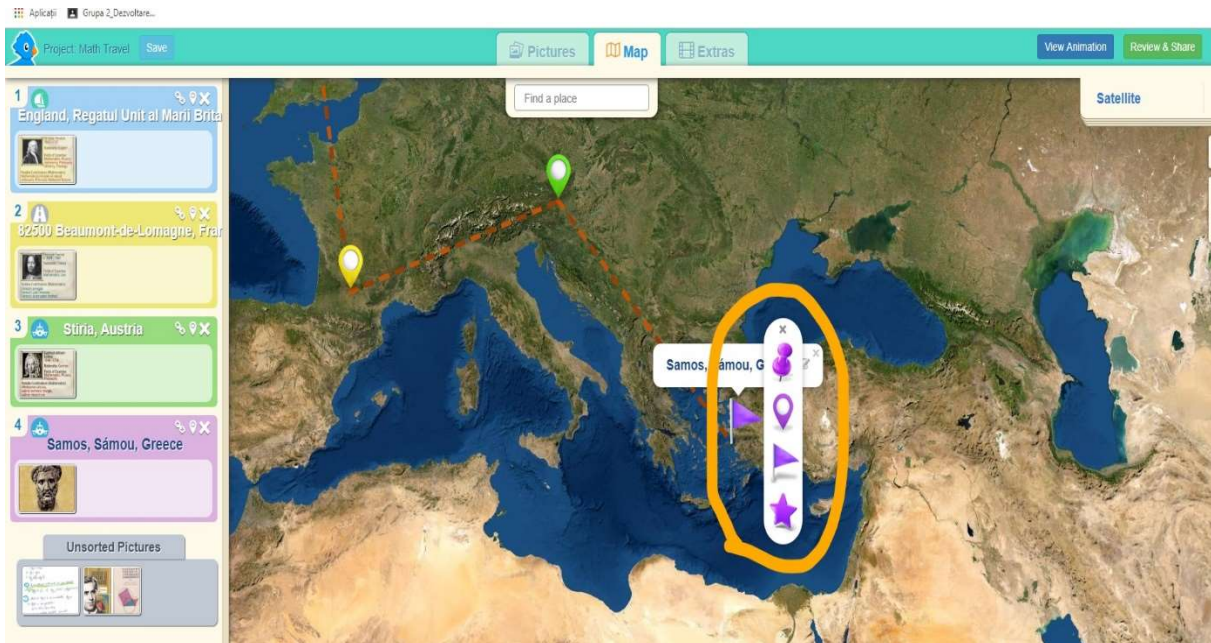 Aplicații Grupa 2_Dezvoltare...
Project: Math Travel Save Pictures Map Extras View Animation Review & Share
Find a place
Satellite
1
England, Regatul Unit al Marii Brita
2
82500 Beaumont-de-Lomagne, Fran
3 Stiria, Austria
4
Samos, Sámou, Greece
Unsorted Pictures
Samos, Sámou, G